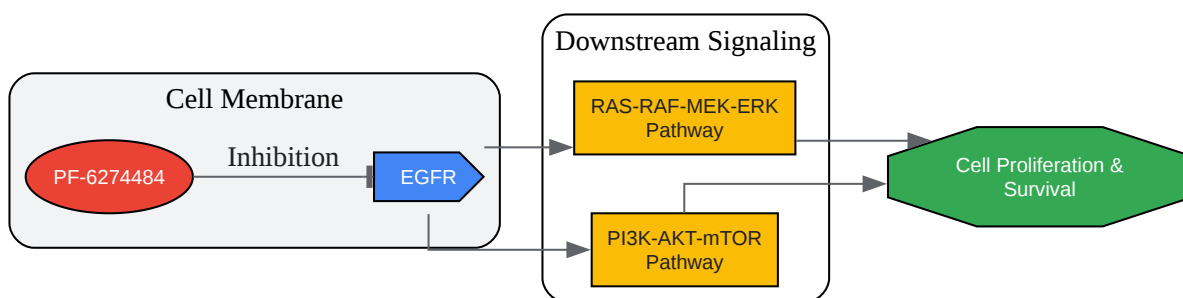 Cell Membrane
PF-6274484
Inhibition
EGFR
Downstream Signaling
RAS-RAF-MEK-ERK
Pathway
PI3K-AKT-mTOR
Pathway
Cell Proliferation &
Survival